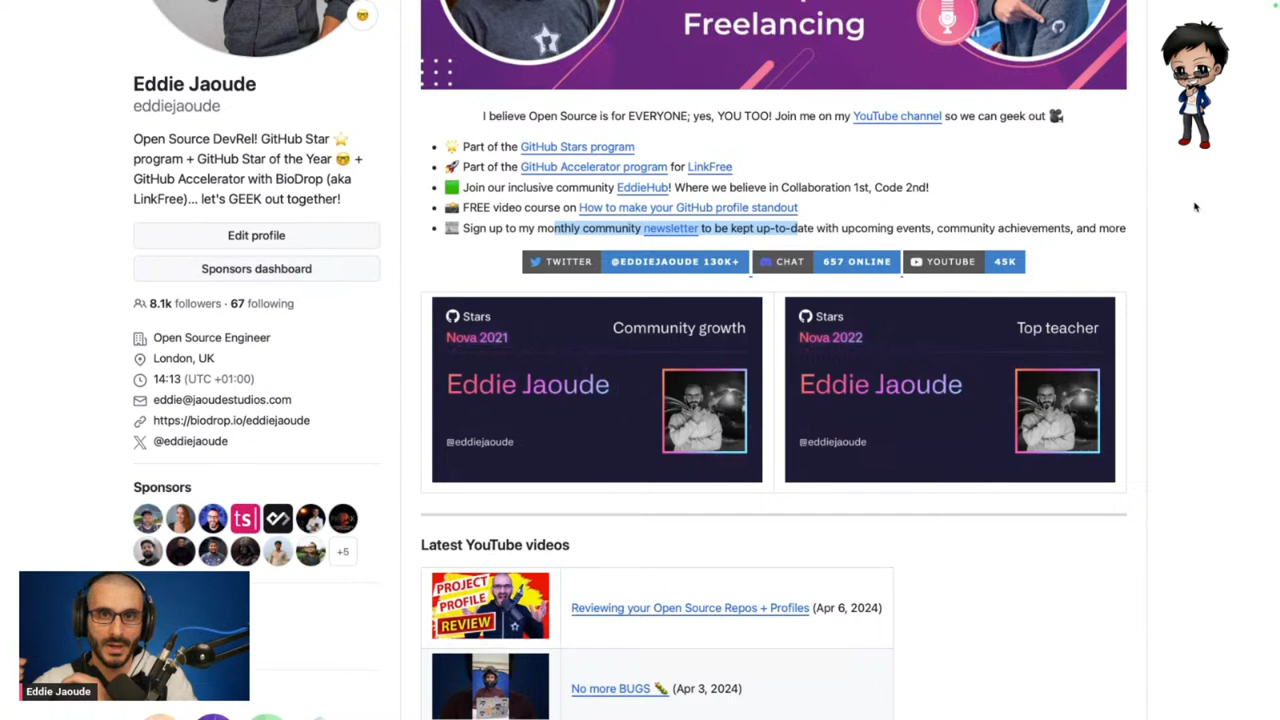 Freelancing
Eddie Jaoude
eddiejaoude
Open Source DevRel! GitHub Star ⭐
program + GitHub Star of the Year 🤓 +
GitHub Accelerator with BioDrop (aka
LinkFree)... let's GEEK out together!
Edit profile
Sponsors dashboard
8.1k followers · 67 following
Open Source Engineer
London, UK
14:13 (UTC +01:00)
eddie@jaoudestudios.com
https://biodrop.io/eddiejaoude
@eddiejaoude
Sponsors
ts|
+5
Eddie Jaoude
I believe Open Source is for EVERYONE; yes, YOU TOO! Join me on my YouTube channel so we can geek out 🎥
• 🌟 Part of the GitHub Stars program
• 🚀 Part of the GitHub Accelerator program for LinkFree
• 🟩 Join our inclusive community EddieHub! Where we believe in Collaboration 1st, Code 2nd!
• 📸 FREE video course on How to make your GitHub profile standout
• 📰 Sign up to my monthly community newsletter to be kept up-to-date with upcoming events, community achievements, and more
TWITTER @EDDIEJAOUDE 130K+ CHAT 657 ONLINE YOUTUBE 45K
Stars
Nova 2021
Community growth
Eddie Jaoude
@eddiejaoude
Stars
Nova 2022
Top teacher
Eddie Jaoude
@eddiejaoude
Latest YouTube videos
PROJECT
PROFILE
REVIEW
Reviewing your Open Source Repos + Profiles (Apr 6, 2024)
No more BUGS 🐛 (Apr 3, 2024)